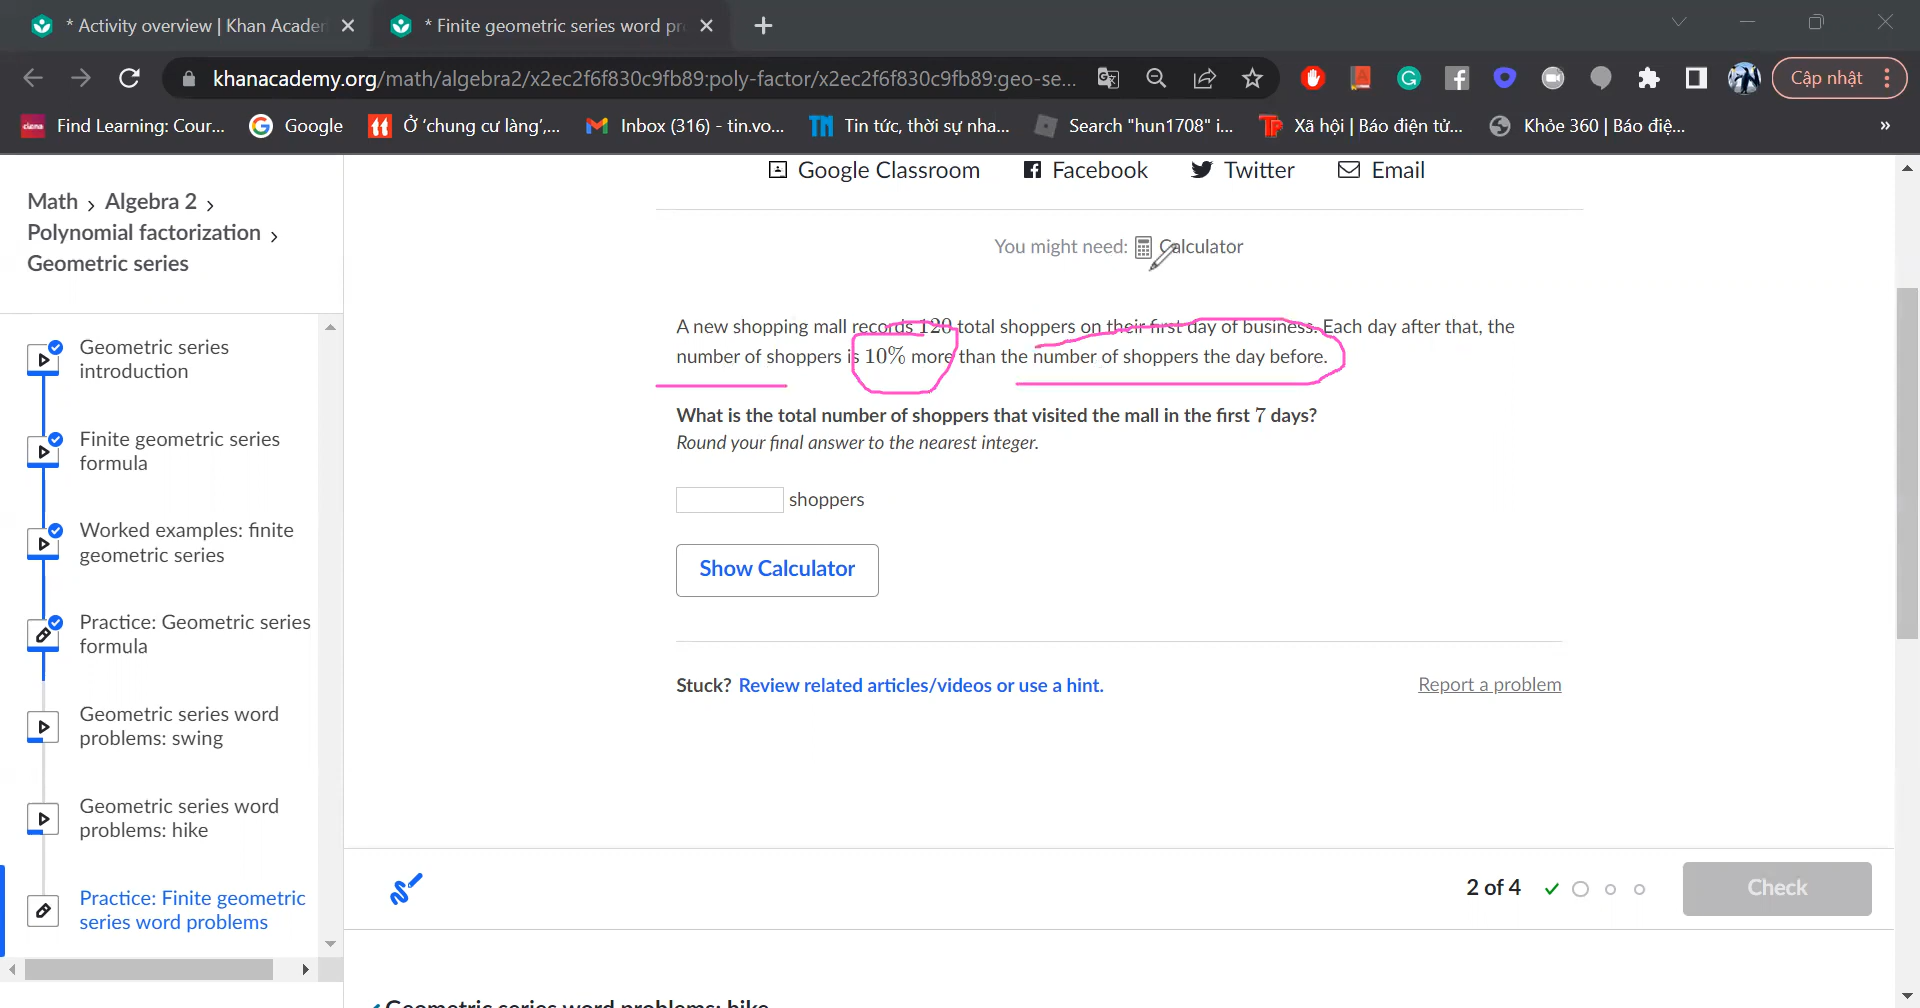 * Activity overview | Khan Acader
* Finite geometric series word pr
khanacademy.org/math/algebra2/x2ec2f6f830c9fb89:poly-factor/x2ec2f6f830c9fb89:geo-se...
Cập nhật
ciena Find Learning: Cour... Google Ở ‘chung cư làng’,... Inbox (316) - tin.vo... TN Tin tức, thời sự nha... Search "hun1708" i... TP Xã hội | Báo điện tử... Khỏe 360 | Báo điệ... »
Math > Algebra 2 >
Polynomial factorization >
Geometric series
Geometric series
introduction
Finite geometric series
formula
Worked examples: finite
geometric series
Practice: Geometric series
formula
Geometric series word
problems: swing
Geometric series word
problems: hike
Practice: Finite geometric
series word problems
Google Classroom Facebook Twitter Email
You might need: Calculator
A new shopping mall records 120 total shoppers on their first day of business. Each day after that, the
number of shoppers is 10% more than the number of shoppers the day before.
What is the total number of shoppers that visited the mall in the first 7 days?
Round your final answer to the nearest integer.
shoppers
Show Calculator
Stuck? Review related articles/videos or use a hint.
Report a problem
2 of 4
Check
Geometric series word problems: hike